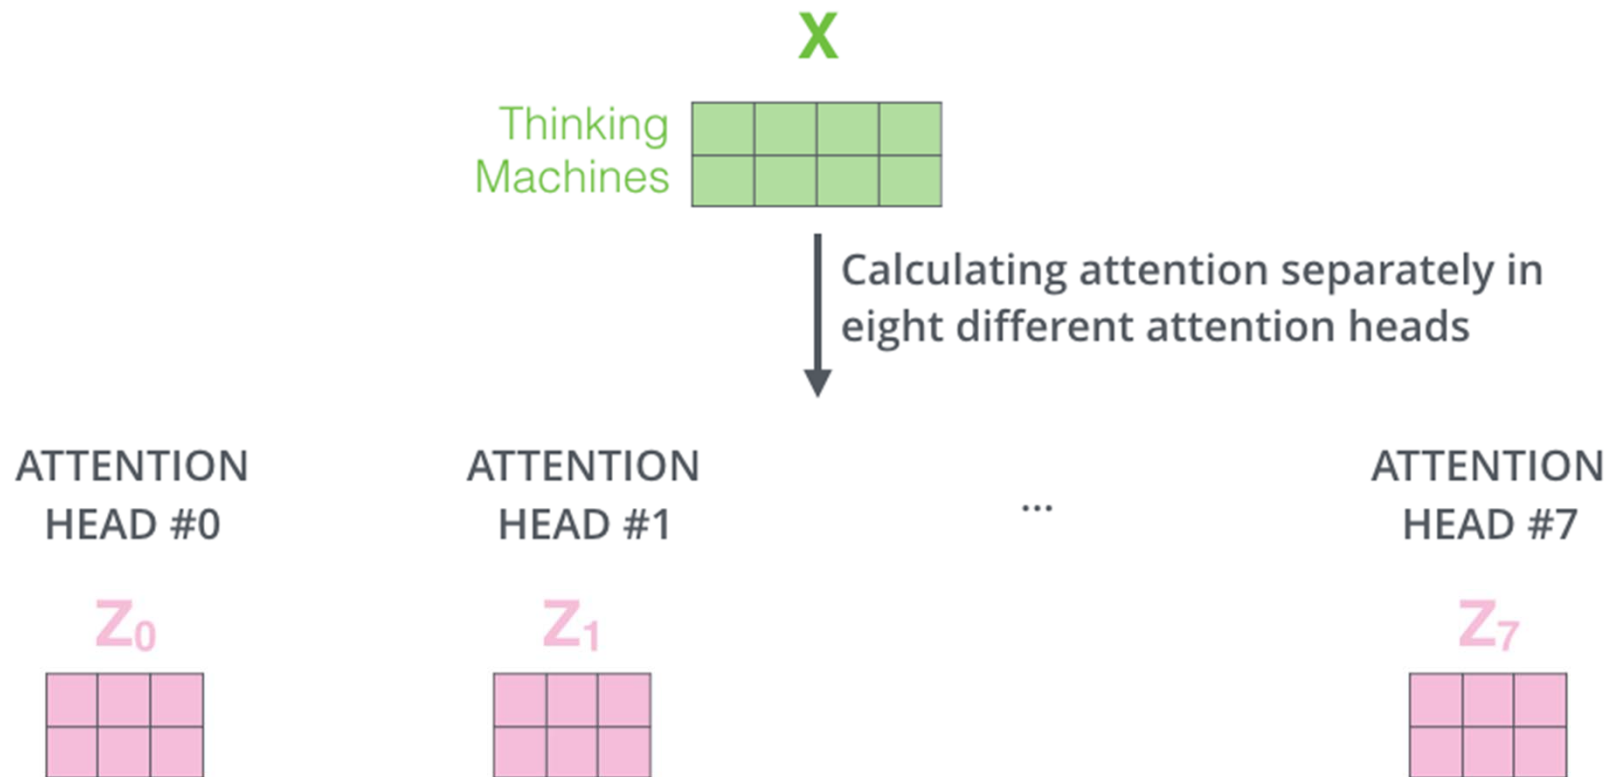 X
Thinking
Machines
Calculating attention separately in
eight different attention heads
ATTENTION
HEAD #0
ATTENTION
HEAD #1
...
ATTENTION
HEAD #7
Z0
Z1
Z7